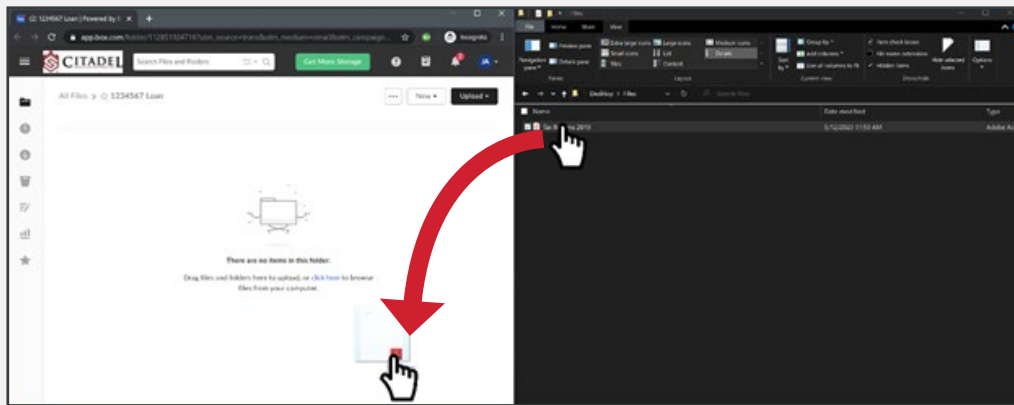 (2) 1234567 Loan | Powered by
app.box.com
Incognito
CITADEL
Search Files and Folders
Get More Storage
JA
All Files > 1234567 Loan
New
Upload
There are no items in this folder.
Drag files and folders here to upload, or click here to browse
files from your computer.
Files
File Home Share View
Navigation pane
Preview pane
Details pane
Panes
Extra large icons Large icons Medium icons
Small icons List Details
Tiles Content
Layout
Sort by
Group by
Add columns
Size all columns to fit
Current view
Item check boxes
File name extensions
Hidden items
Hide selected items
Show/hide
Options
Desktop > Files
Search Files
Name Date modified Type
2019 5/12/2020 11:53 AM Adobe